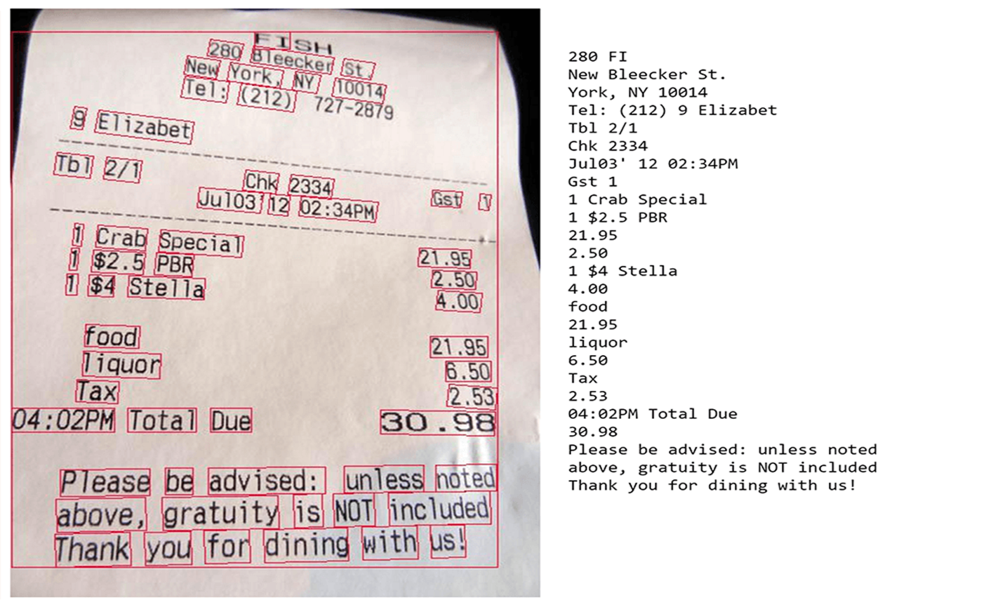 FISH
280 Bleecker St.
New York, NY 10014
Tel: (212) 727-2879
9 Elizabet
Tbl 2/1 Chk 2334 Gst 1
Jul03'12 02:34PM
1 Crab Special 21.95
1 $2.5 PBR 2.50
1 $4 Stella 4.00
food 21.95
liquor 6.50
Tax 2.53
04:02PM Total Due 30.98
Please be advised: unless noted
above, gratuity is NOT included
Thank you for dining with us!
280 FI
New Bleecker St.
York, NY 10014
Tel: (212) 9 Elizabet
Tbl 2/1
Chk 2334
Jul03' 12 02:34PM
Gst 1
1 Crab Special
1 $2.5 PBR
21.95
2.50
1 $4 Stella
4.00
food
21.95
liquor
6.50
Tax
2.53
04:02PM Total Due
30.98
Please be advised: unless noted
above, gratuity is NOT included
Thank you for dining with us!